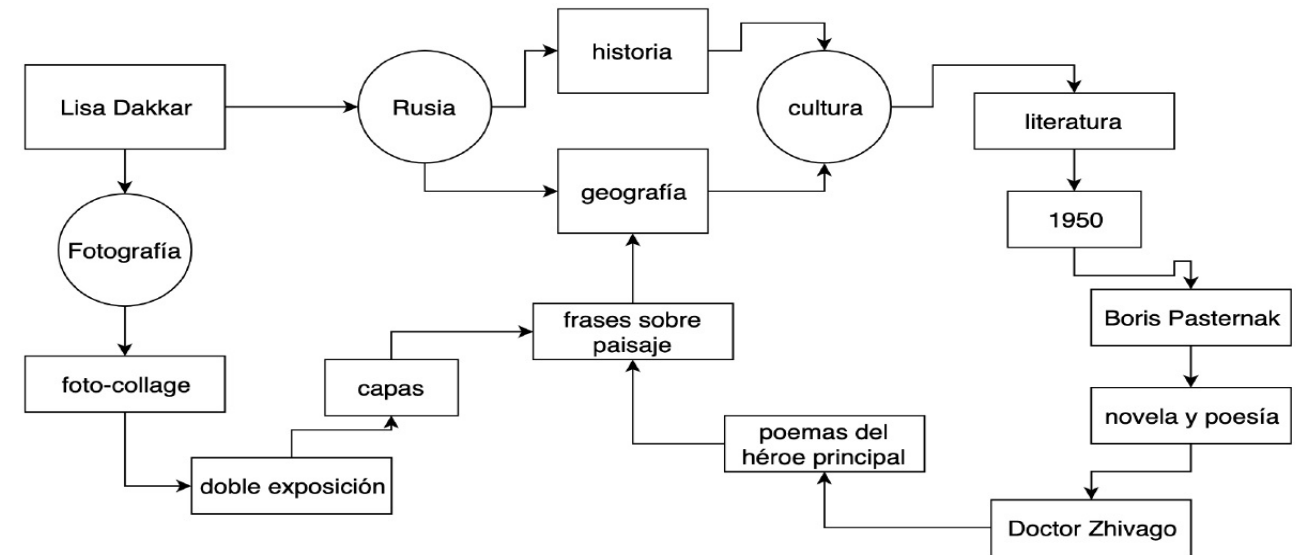 historia
Lisa Dakkar
Rusia
cultura
literatura
geografía
1950
Fotografía
frases sobre
paisaje
Boris Pasternak
foto-collage
capas
novela y poesía
poemas del
héroe principal
doble exposición
Doctor Zhivago